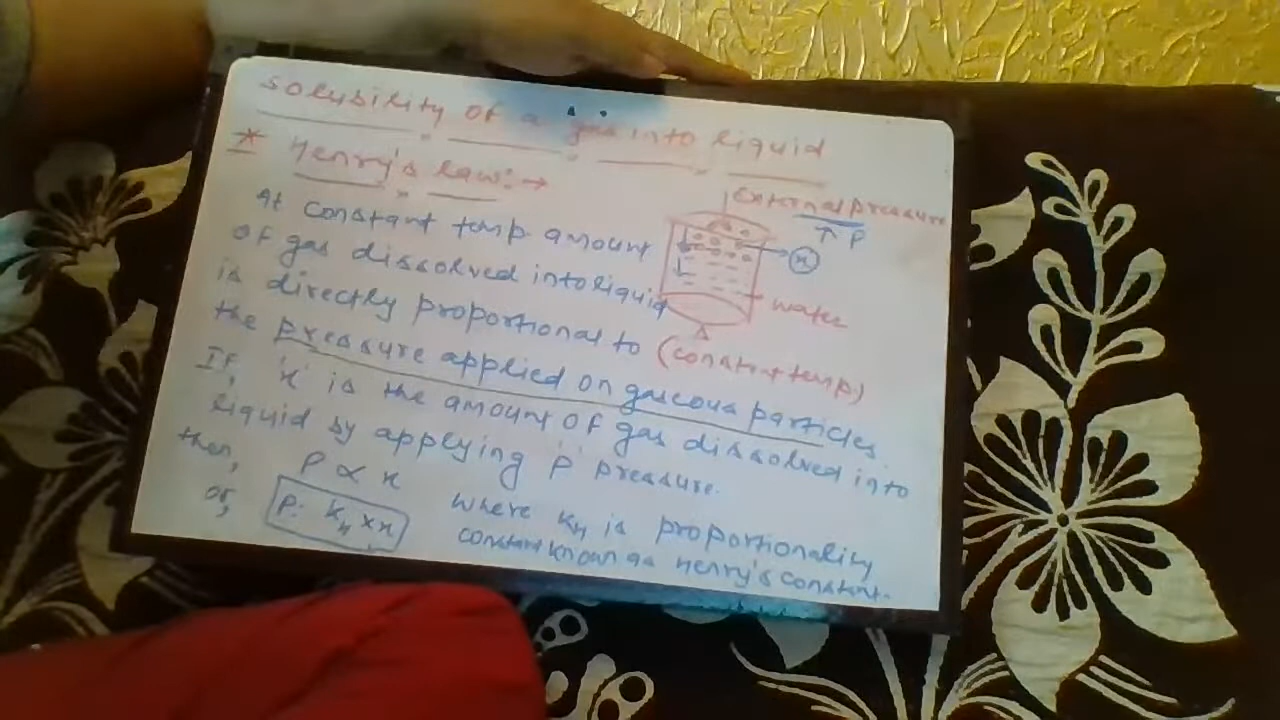 Solubility of a gas into liquid
* Henry's law:→
At constant temp. amount
of gas dissolved into liquid
is directly proportional to
the pressure applied on gaseous particles
If, 'x' is the amount of gas dissolved into
liquid by applying 'p' pressure.
then, P ∝ x
or, P = K_H × x
where K_H is proportionality
constant known as Henry's constant.
External pressure
↑ P
x
water
Δ
(constant temp)